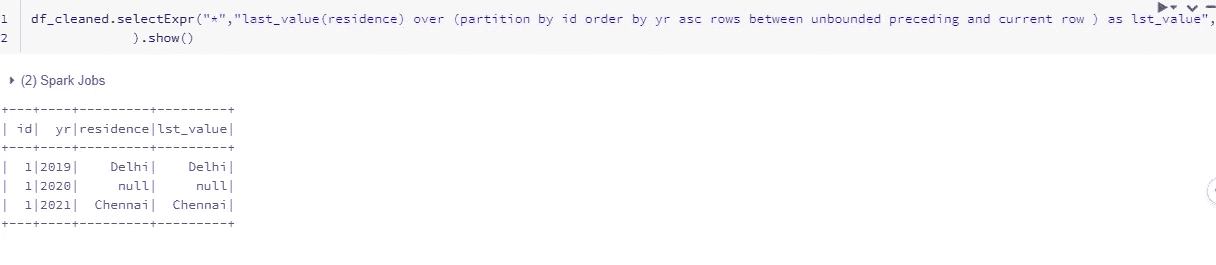 1 df_cleaned.selectExpr("*","last_value(residence) over (partition by id order by yr asc rows between unbounded preceding and current row ) as lst_value",
2 ).show()
(2) Spark Jobs
+---+----+---------+---------+
| id|  yr|residence|lst_value|
+---+----+---------+---------+
|  1|2019|    Delhi|    Delhi|
|  1|2020|     null|     null|
|  1|2021|  Chennai|  Chennai|
+---+----+---------+---------+